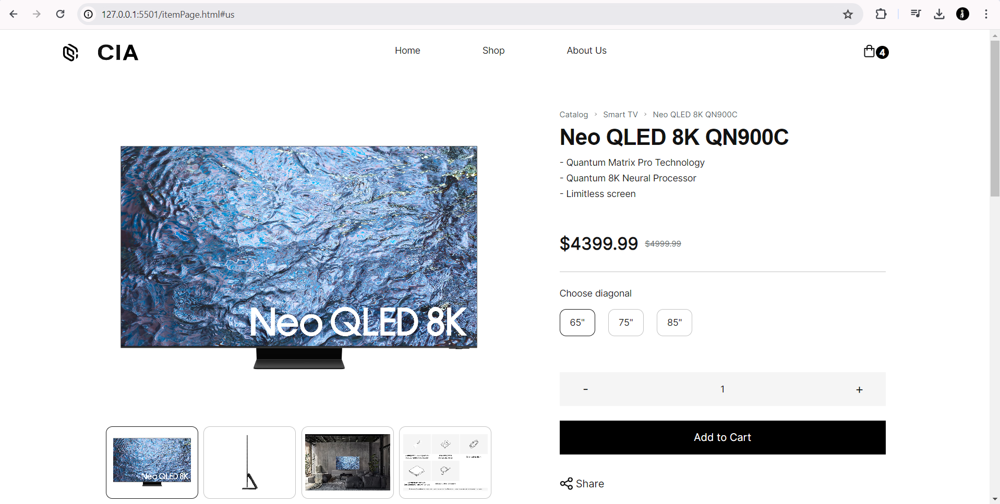 127.0.0.1:5501/itemPage.html#us
CIA
Home
Shop
About Us
4
Catalog > Smart TV > Neo QLED 8K QN900C
Neo QLED 8K QN900C
- Quantum Matrix Pro Technology
- Quantum 8K Neural Processor
- Limitless screen
$4399.99 $4999.99
Choose diagonal
65" 75" 85"
- 1 +
Add to Cart
Share
Neo QLED 8K
Neo QLED 8K